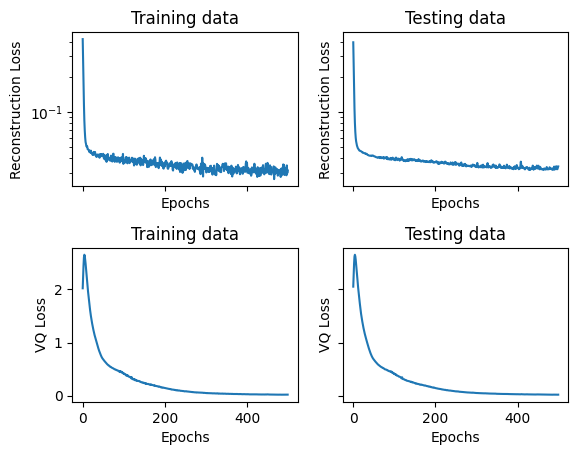 Training data
Testing data
Reconstruction Loss
10⁻¹
Epochs
Reconstruction Loss
Epochs
Training data
Testing data
VQ Loss
2
1
0
0
200
400
Epochs
VQ Loss
0
200
400
Epochs